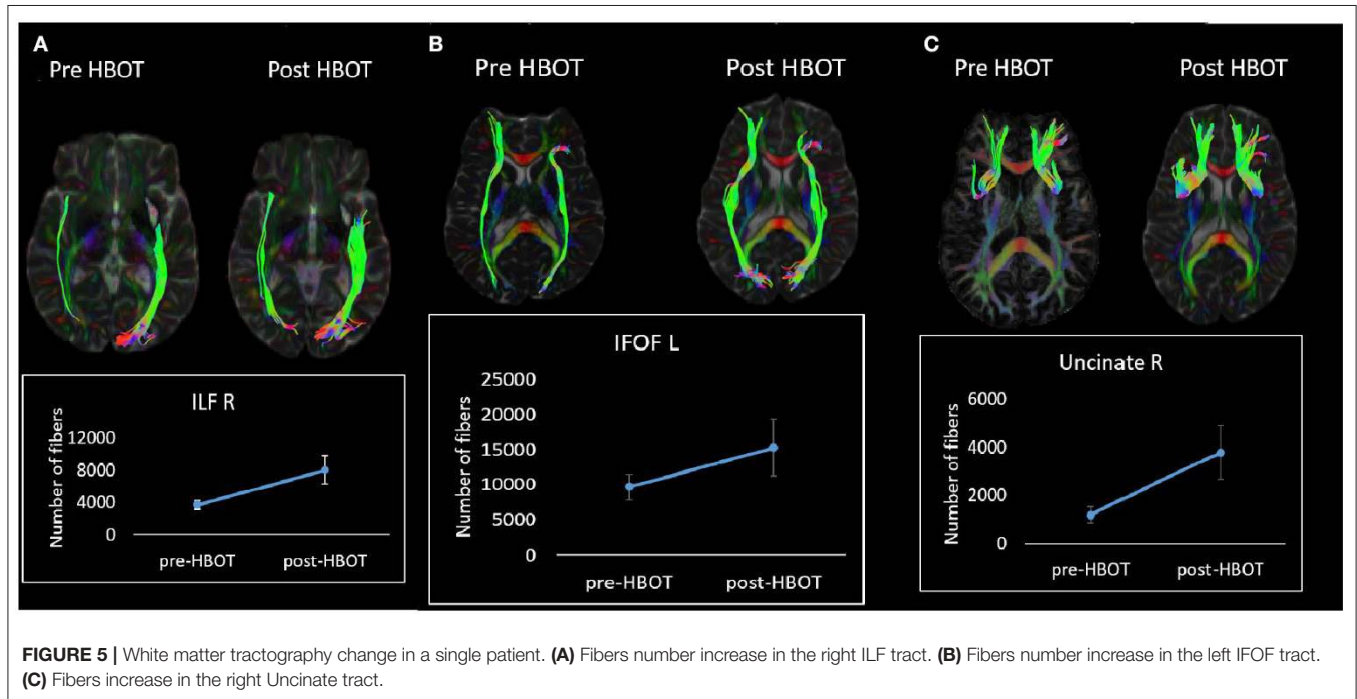 A
Pre HBOT Post HBOT
ILF R
Number of fibers
12000
8000
4000
0
pre-HBOT post-HBOT
B
Pre HBOT Post HBOT
IFOF L
Number of fibers
25000
20000
15000
10000
5000
0
pre-HBOT post-HBOT
C
Pre HBOT Post HBOT
Uncinate R
Number of fibers
6000
4000
2000
0
pre-HBOT post-HBOT
FIGURE 5 | White matter tractography change in a single patient. (A) Fibers number increase in the right ILF tract. (B) Fibers number increase in the left IFOF tract.
(C) Fibers increase in the right Uncinate tract.